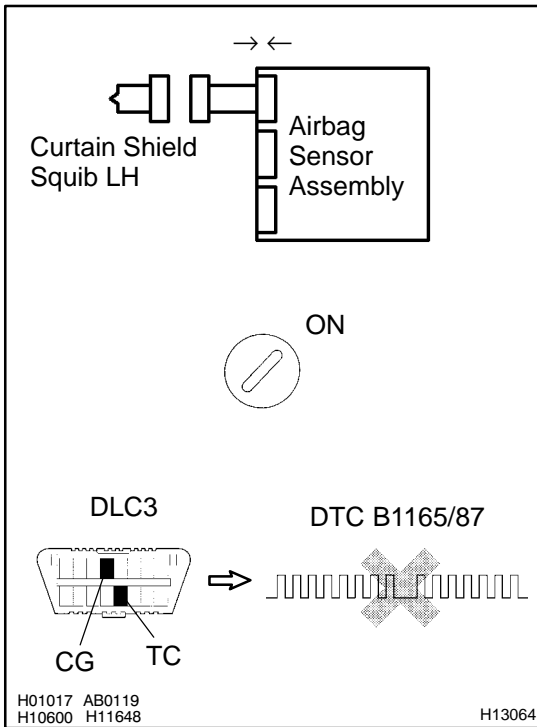 Curtain Shield
Squib LH
Airbag
Sensor
Assembly
ON
DLC3
DTC B1165/87
CG
TC
H01017 AB0119
H10600 H11648
H13064